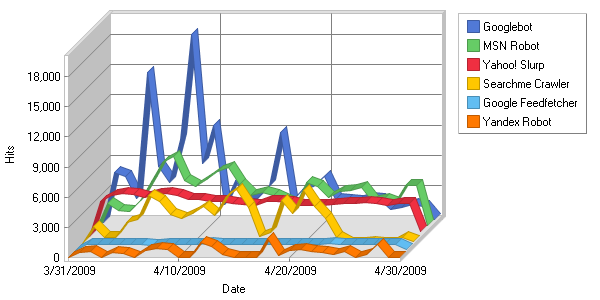 Googlebot
MSN Robot
Yahoo! Slurp
Searchme Crawler
Google Feedfetcher
Yandex Robot
Hits
18,000
15,000
12,000
9,000
6,000
3,000
0
3/31/2009 4/10/2009 4/20/2009 4/30/2009
Date